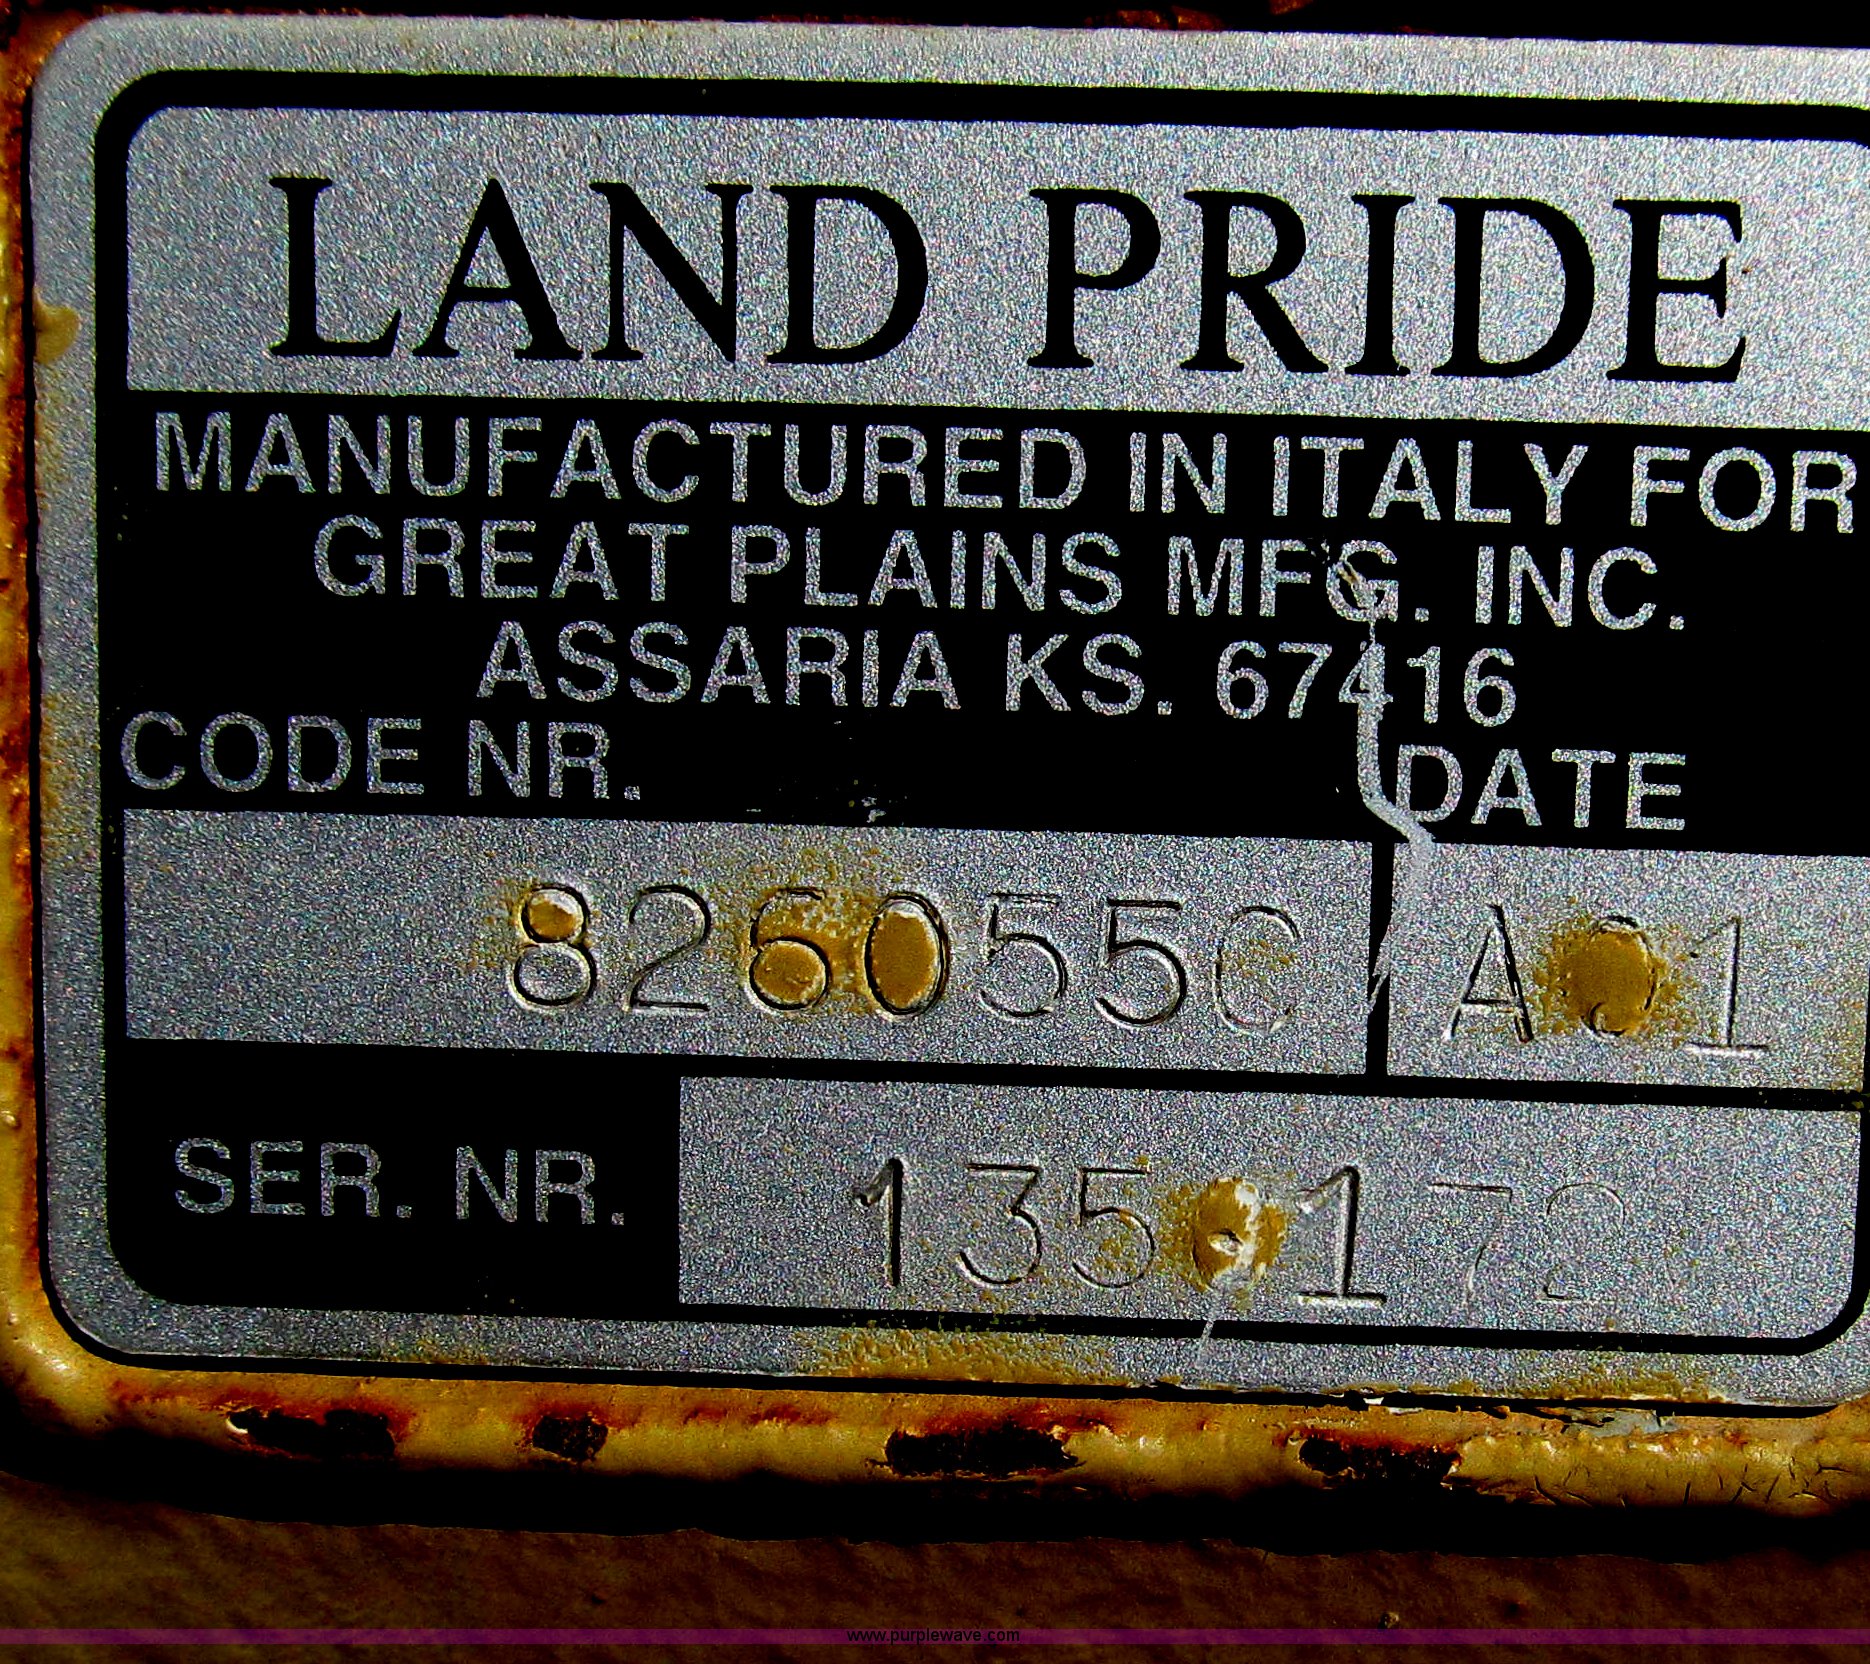 LAND PRIDE
MANUFACTURED IN ITALY FOR
GREAT PLAINS MFG. INC.
ASSARIA KS. 67416
CODE NR.
DATE
826055C
SER. NR.
www.purplewave.com